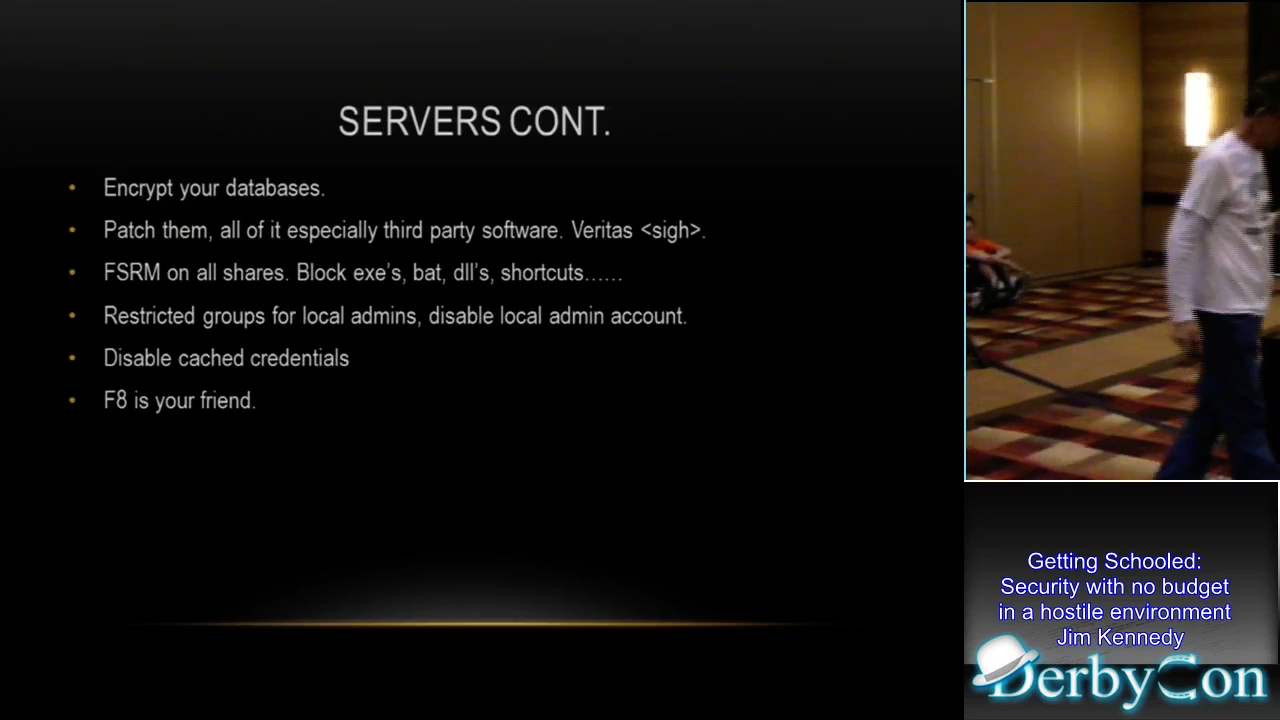 SERVERS CONT.
• Encrypt your databases.
• Patch them, all of it especially third party software. Veritas <sigh>.
• FSRM on all shares. Block exe's, bat, dll's, shortcuts……
• Restricted groups for local admins, disable local admin account.
• Disable cached credentials
• F8 is your friend.
Getting Schooled:
Security with no budget
in a hostile environment
Jim Kennedy
DerbyCon